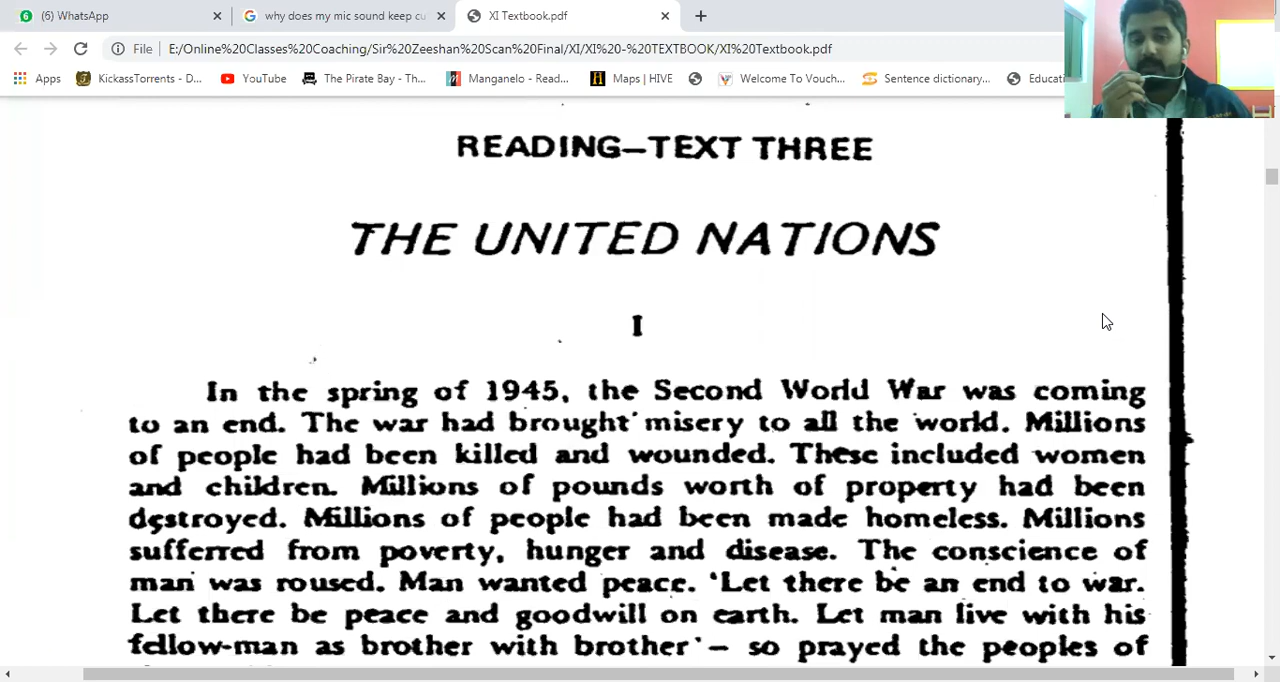 6 (6) WhatsApp
why does my mic sound keep cu
XI Textbook.pdf
File E:/Online%20Classes%20Coaching/Sir%20Zeeshan%20Scan%20Final/XI/XI%20-%20TEXTBOOK/XI%20Textbook.pdf
Apps KickassTorrents - D... YouTube The Pirate Bay - Th... Manganelo - Read... Maps | HIVE Welcome To Vouch... Sentence dictionary... Educati
READING—TEXT THREE
THE UNITED NATIONS
I
In the spring of 1945, the Second World War was coming
to an end. The war had brought misery to all the world. Millions
of people had been killed and wounded. These included women
and children. Millions of pounds worth of property had been
destroyed. Millions of people had been made homeless. Millions
sufferred from poverty, hunger and disease. The conscience of
man was roused. Man wanted peace. 'Let there be an end to war.
Let there be peace and goodwill on earth. Let man live with his
fellow-man as brother with brother'— so prayed the peoples of